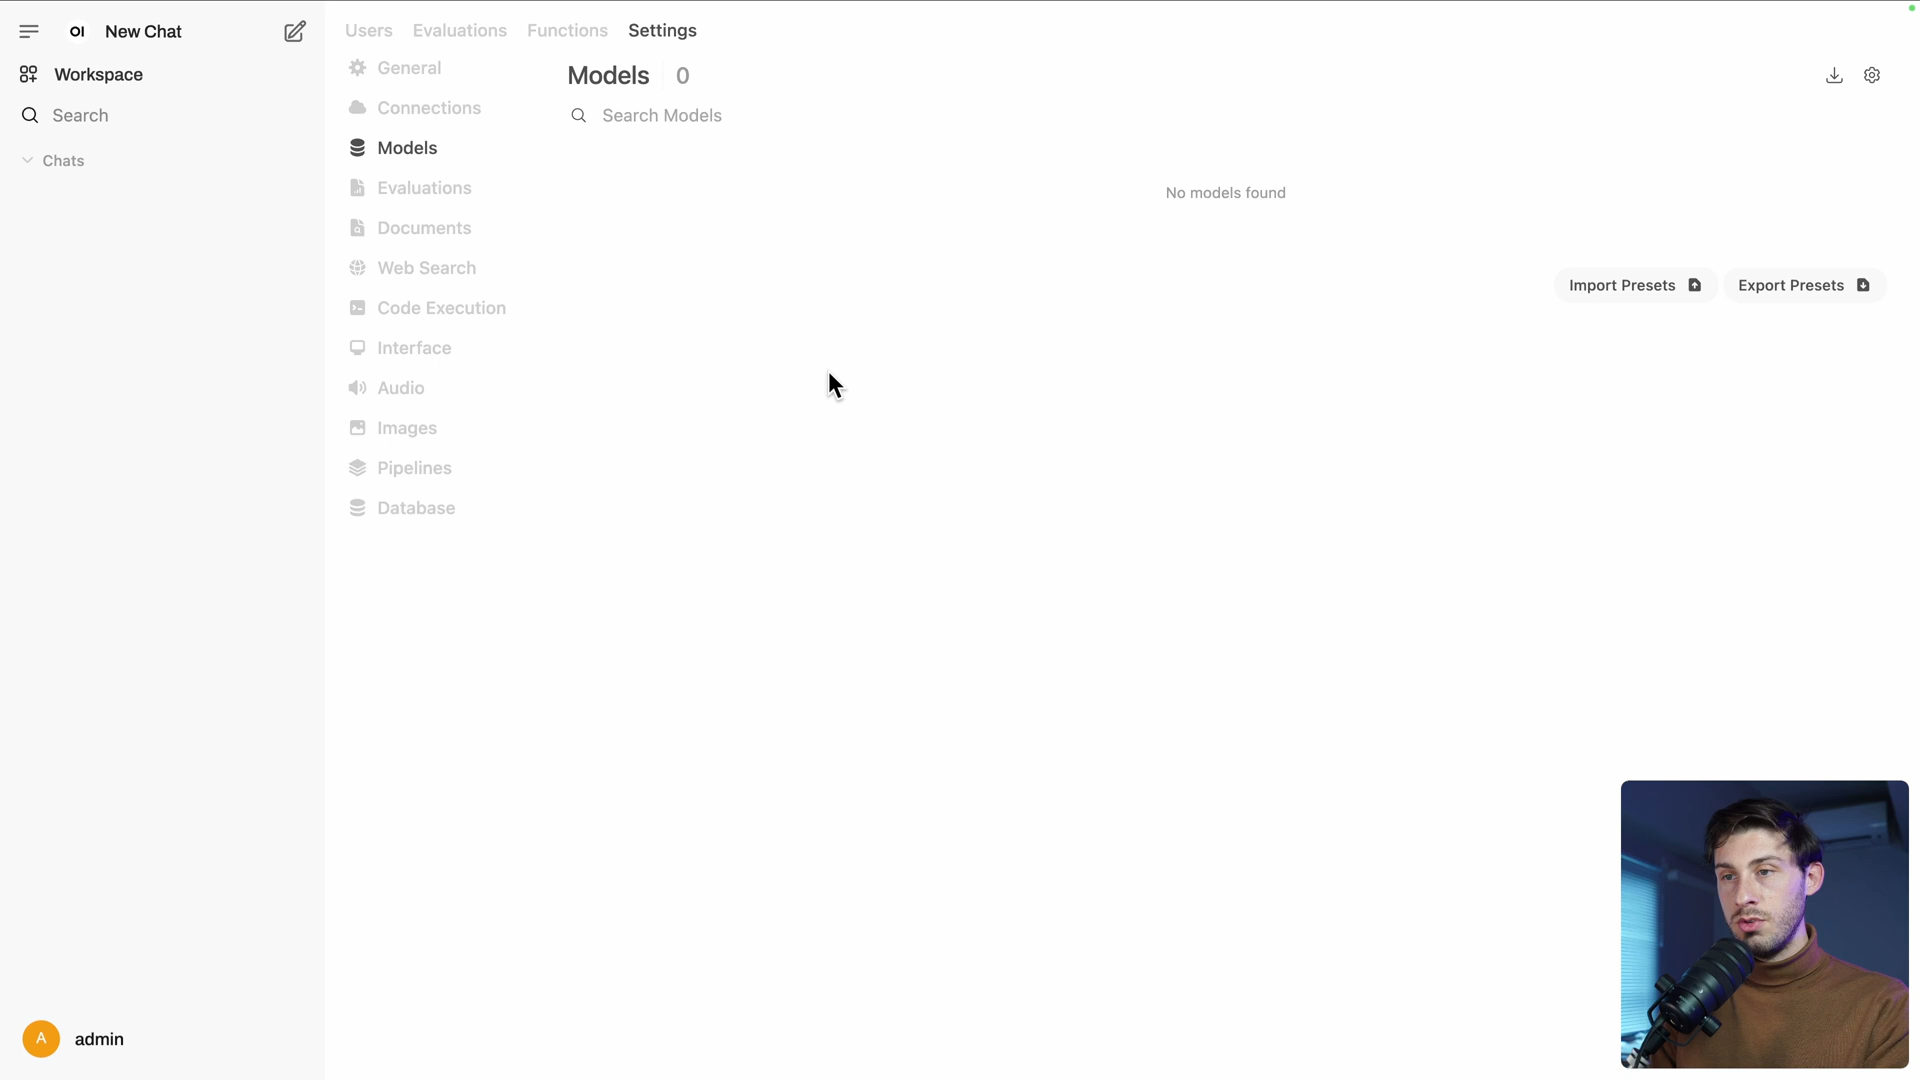 OI New Chat
Workspace
Search
Chats
A admin
Users Evaluations Functions Settings
General
Connections
Models
Evaluations
Documents
Web Search
Code Execution
Interface
Audio
Images
Pipelines
Database
Models 0
Search Models
No models found
Import Presets Export Presets